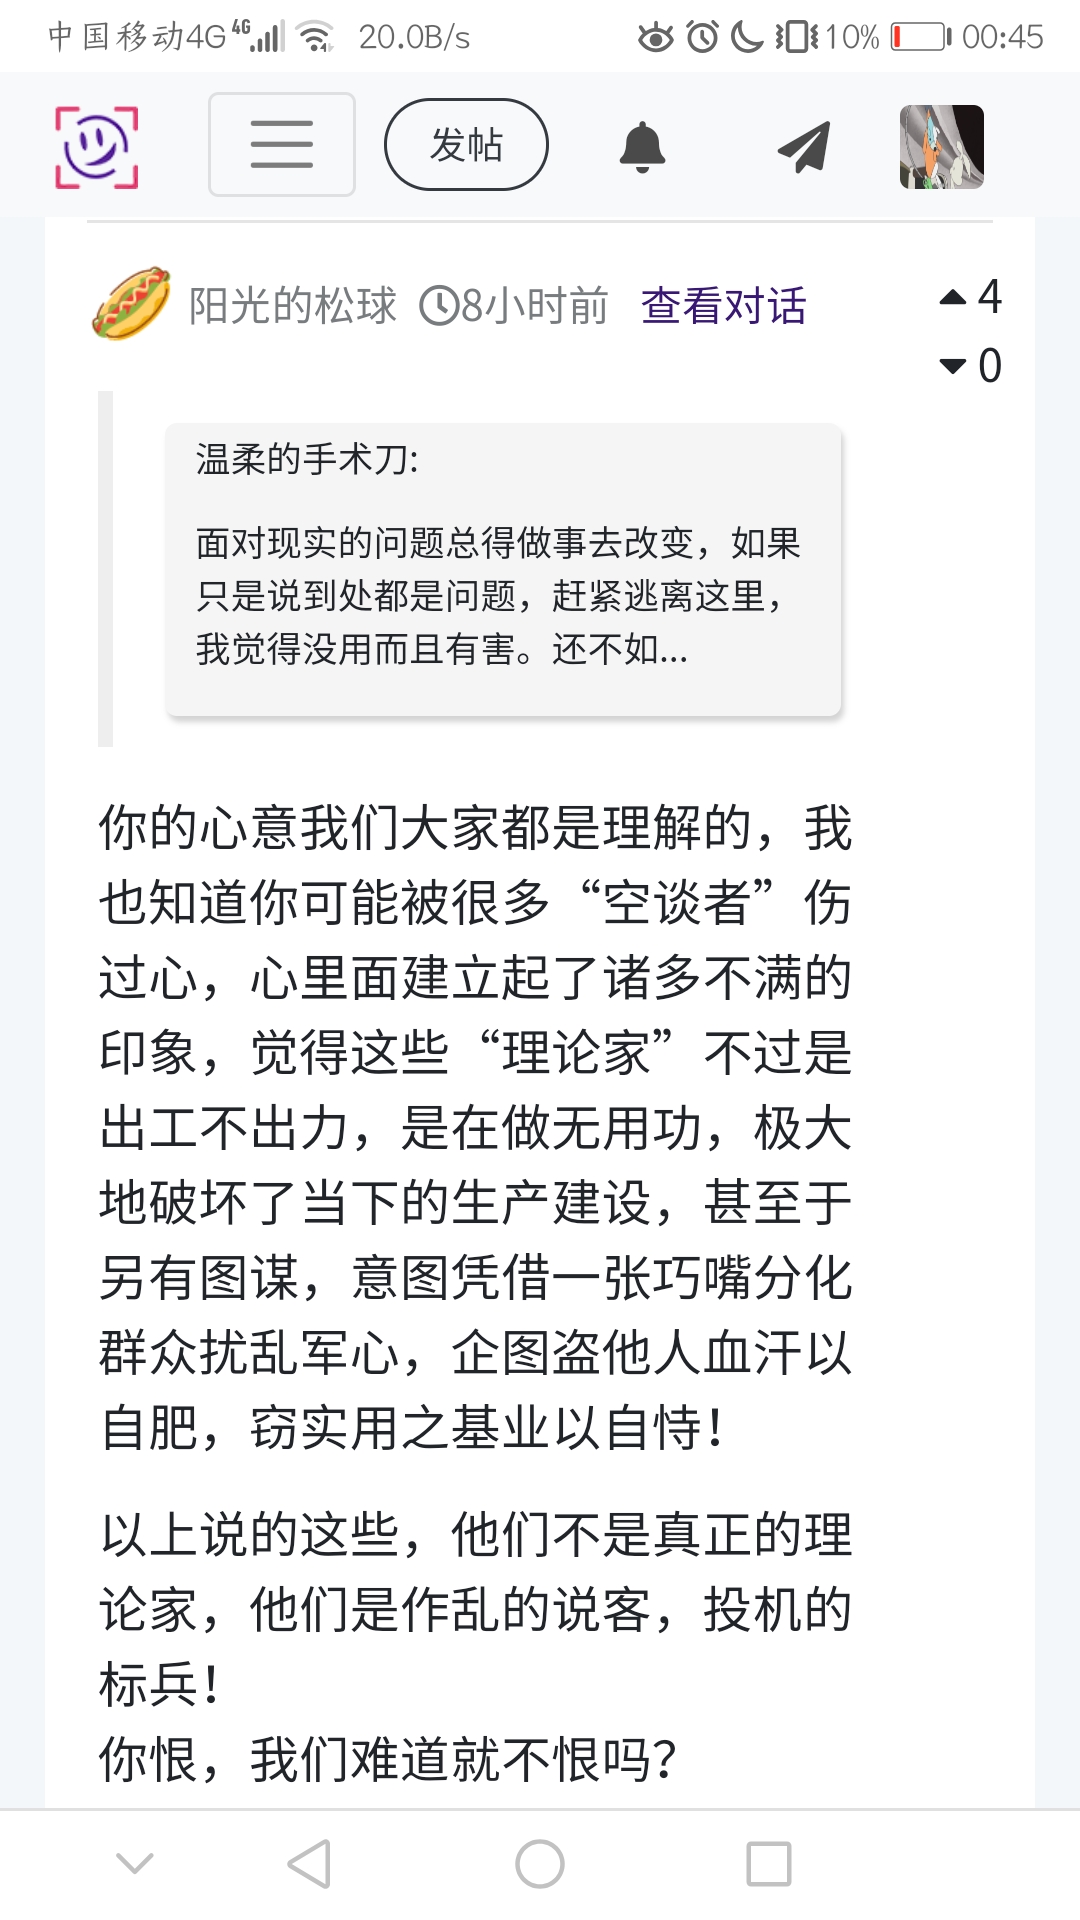 中国移动4G 4G 20.0B/s 10% 00:45
发帖
阳光的松球 8小时前 查看对话 4
0
温柔的手术刀:
面对现实的问题总得做事去改变，如果
只是说到处都是问题，赶紧逃离这里，
我觉得没用而且有害。还不如...
你的心意我们大家都是理解的，我
也知道你可能被很多“空谈者”伤
过心，心里面建立起了诸多不满的
印象，觉得这些“理论家”不过是
出工不出力，是在做无用功，极大
地破坏了当下的生产建设，甚至于
另有图谋，意图凭借一张巧嘴分化
群众扰乱军心，企图盗他人血汗以
自肥，窃实用之基业以自恃！
以上说的这些，他们不是真正的理
论家，他们是作乱的说客，投机的
标兵！
你恨，我们难道就不恨吗？